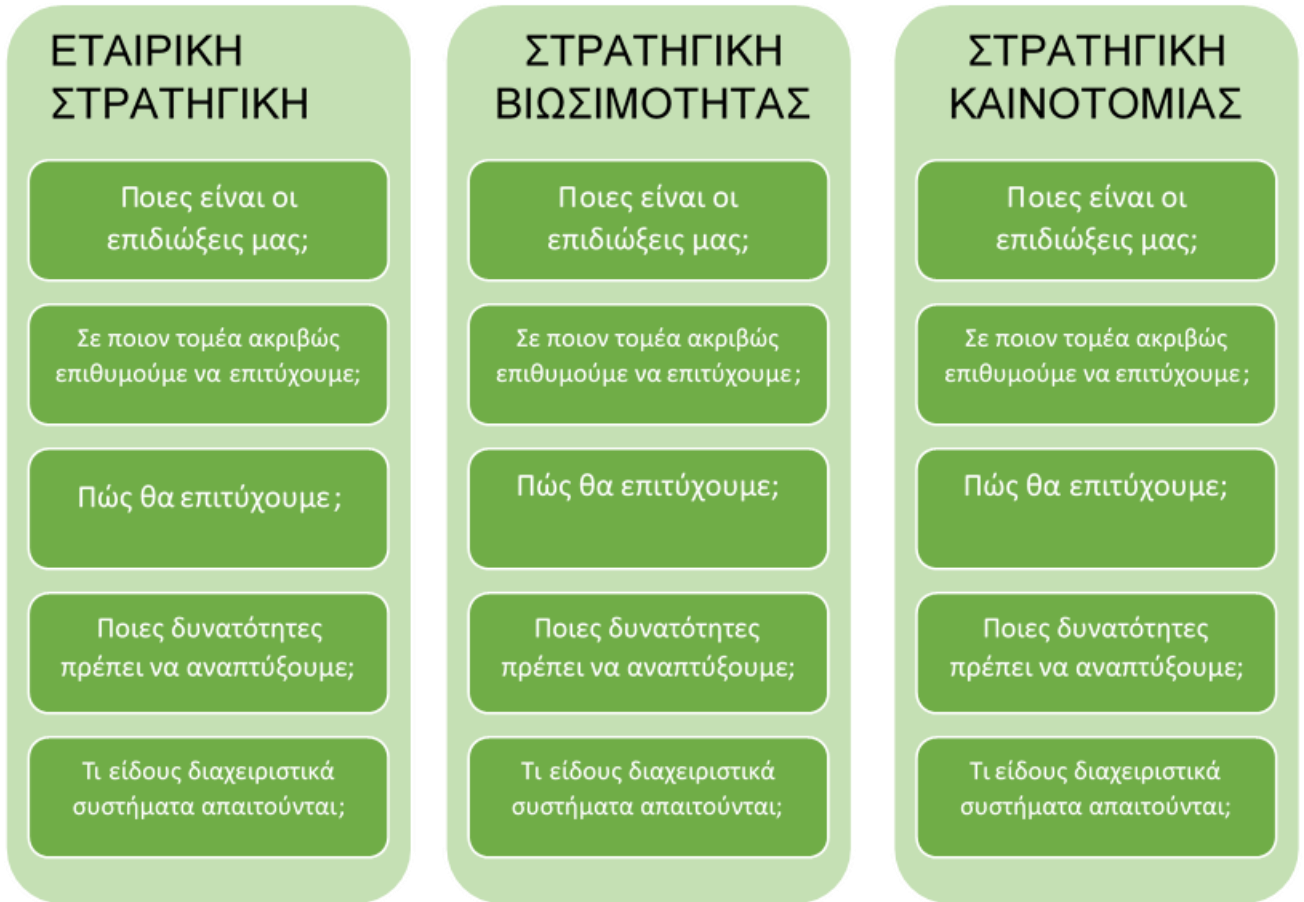 ΕΤΑΙΡΙΚΗ
ΣΤΡΑΤΗΓΙΚΗ
Ποιες είναι οι
επιδιώξεις μας;
Σε ποιον τομέα ακριβώς
επιθυμούμε να επιτύχουμε;
Πώς θα επιτύχουμε;
Ποιες δυνατότητες
πρέπει να αναπτύξουμε;
Τι είδους διαχειριστικά
συστήματα απαιτούνται;
ΣΤΡΑΤΗΓΙΚΗ
ΒΙΩΣΙΜΟΤΗΤΑΣ
Ποιες είναι οι
επιδιώξεις μας;
Σε ποιον τομέα ακριβώς
επιθυμούμε να επιτύχουμε;
Πώς θα επιτύχουμε;
Ποιες δυνατότητες
πρέπει να αναπτύξουμε;
Τι είδους διαχειριστικά
συστήματα απαιτούνται;
ΣΤΡΑΤΗΓΙΚΗ
ΚΑΙΝΟΤΟΜΙΑΣ
Ποιες είναι οι
επιδιώξεις μας;
Σε ποιον τομέα ακριβώς
επιθυμούμε να επιτύχουμε;
Πώς θα επιτύχουμε;
Ποιες δυνατότητες
πρέπει να αναπτύξουμε;
Τι είδους διαχειριστικά
συστήματα απαιτούνται;